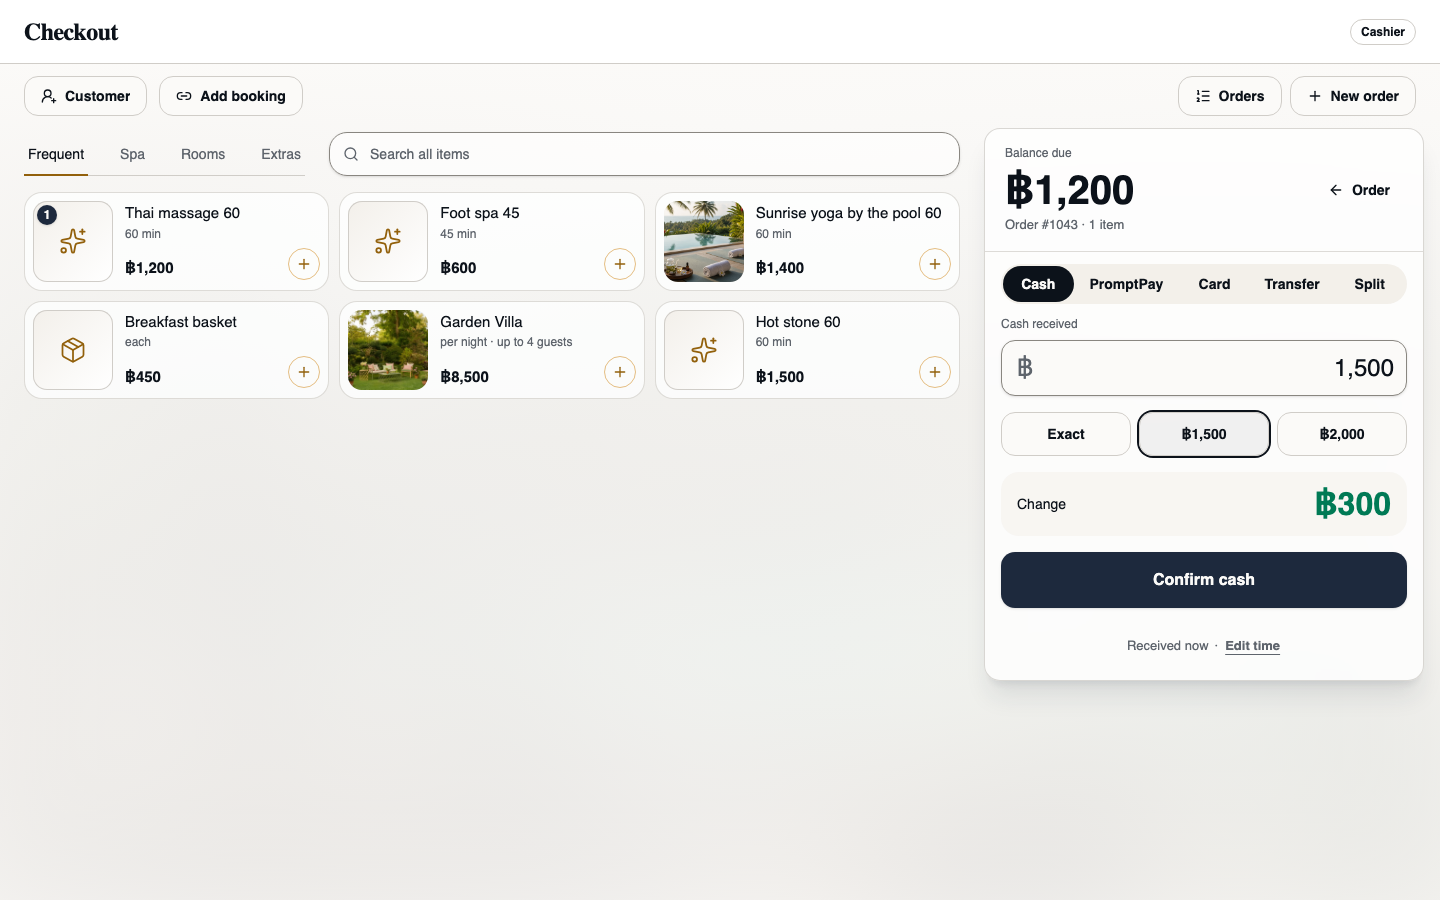 Checkout
Cashier
Customer
Add booking
Orders
New order
Frequent
Spa
Rooms
Extras
Search all items
1
Thai massage 60
60 min
฿1,200
Foot spa 45
45 min
฿600
Sunrise yoga by the pool 60
60 min
฿1,400
Breakfast basket
each
฿450
Garden Villa
per night · up to 4 guests
฿8,500
Hot stone 60
60 min
฿1,500
Balance due
฿1,200
Order
Order #1043 · 1 item
Cash
PromptPay
Card
Transfer
Split
Cash received
฿ 1,500
Exact
฿1,500
฿2,000
Change
฿300
Confirm cash
Received now · Edit time